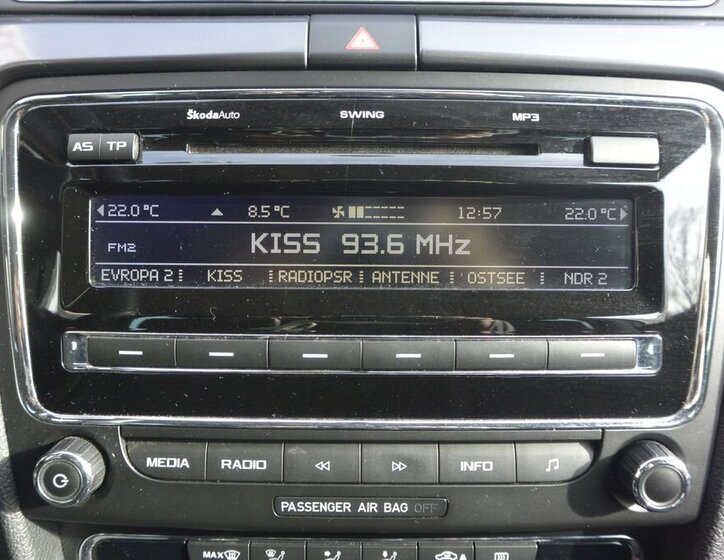 ŠkodaAuto SWING MP3
AS TP
22.0°C 8.5°C 12:57 22.0°C
FM2 KISS 93.6 MHz
EVROPA 2 KISS RADIOPSR ANTENNE OSTSEE NDR 2
MEDIA RADIO INFO
PASSENGER AIR BAG OFF
MAX